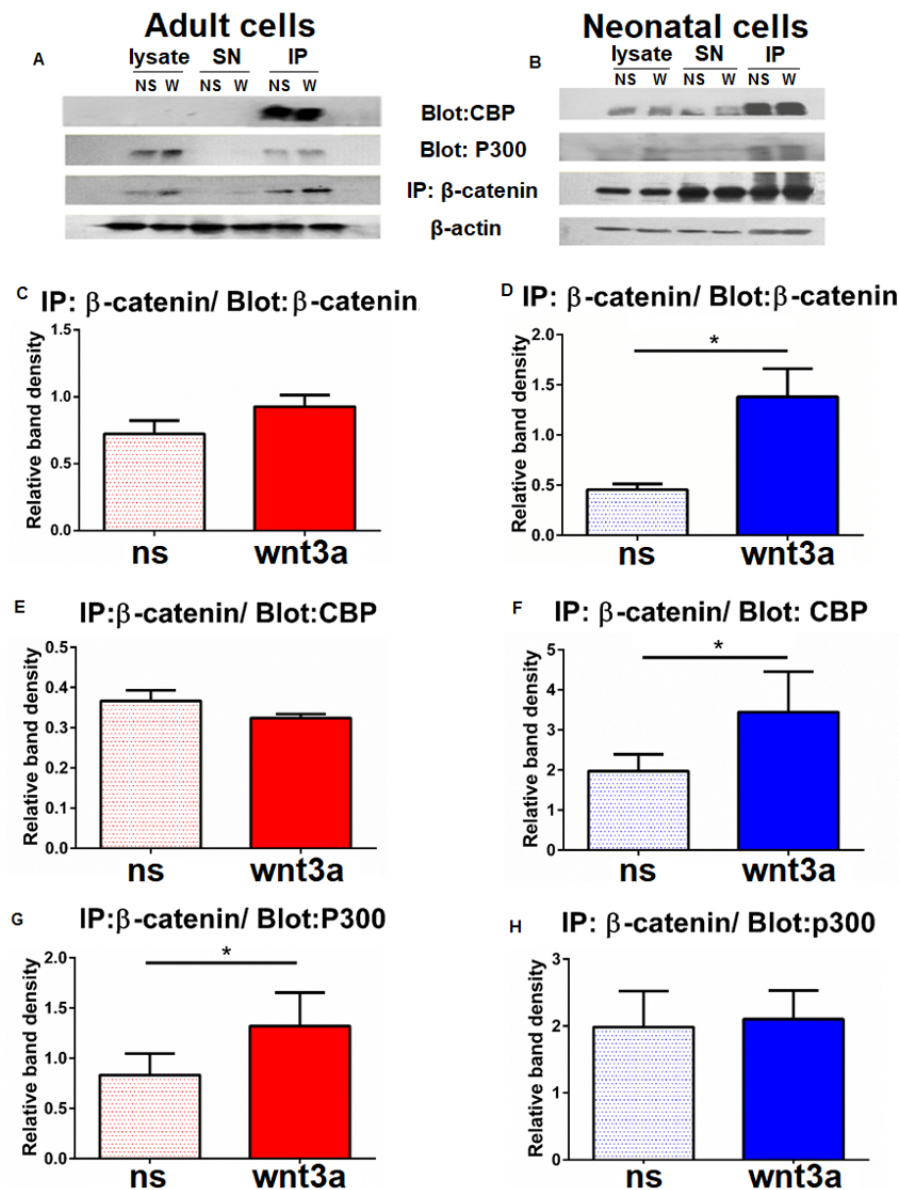 Adult cells
Neonatal cells
A
lysate SN IP
NS W NS W NS W
B
lysate SN IP
NS W NS W NS W
Blot:CBP
Blot: P300
IP: β-catenin
β-actin
C IP: β-catenin/ Blot:β-catenin
Relative band density
1.5
1.0
0.5
0.0
ns wnt3a
D IP: β-catenin/ Blot:β-catenin
Relative band density
2.0
1.5
1.0
0.5
0.0
*
ns wnt3a
E IP:β-catenin/ Blot:CBP
Relative band density
0.5
0.4
0.3
0.2
0.1
0.0
ns wnt3a
F IP: β-catenin/ Blot: CBP
Relative band density
5
4
3
2
1
0
*
ns wnt3a
G IP:β-catenin/ Blot:P300
Relative band density
2.0
1.5
1.0
0.5
0.0
*
ns wnt3a
H IP: β-catenin/ Blot:p300
Relative band density
3
2
1
0
ns wnt3a